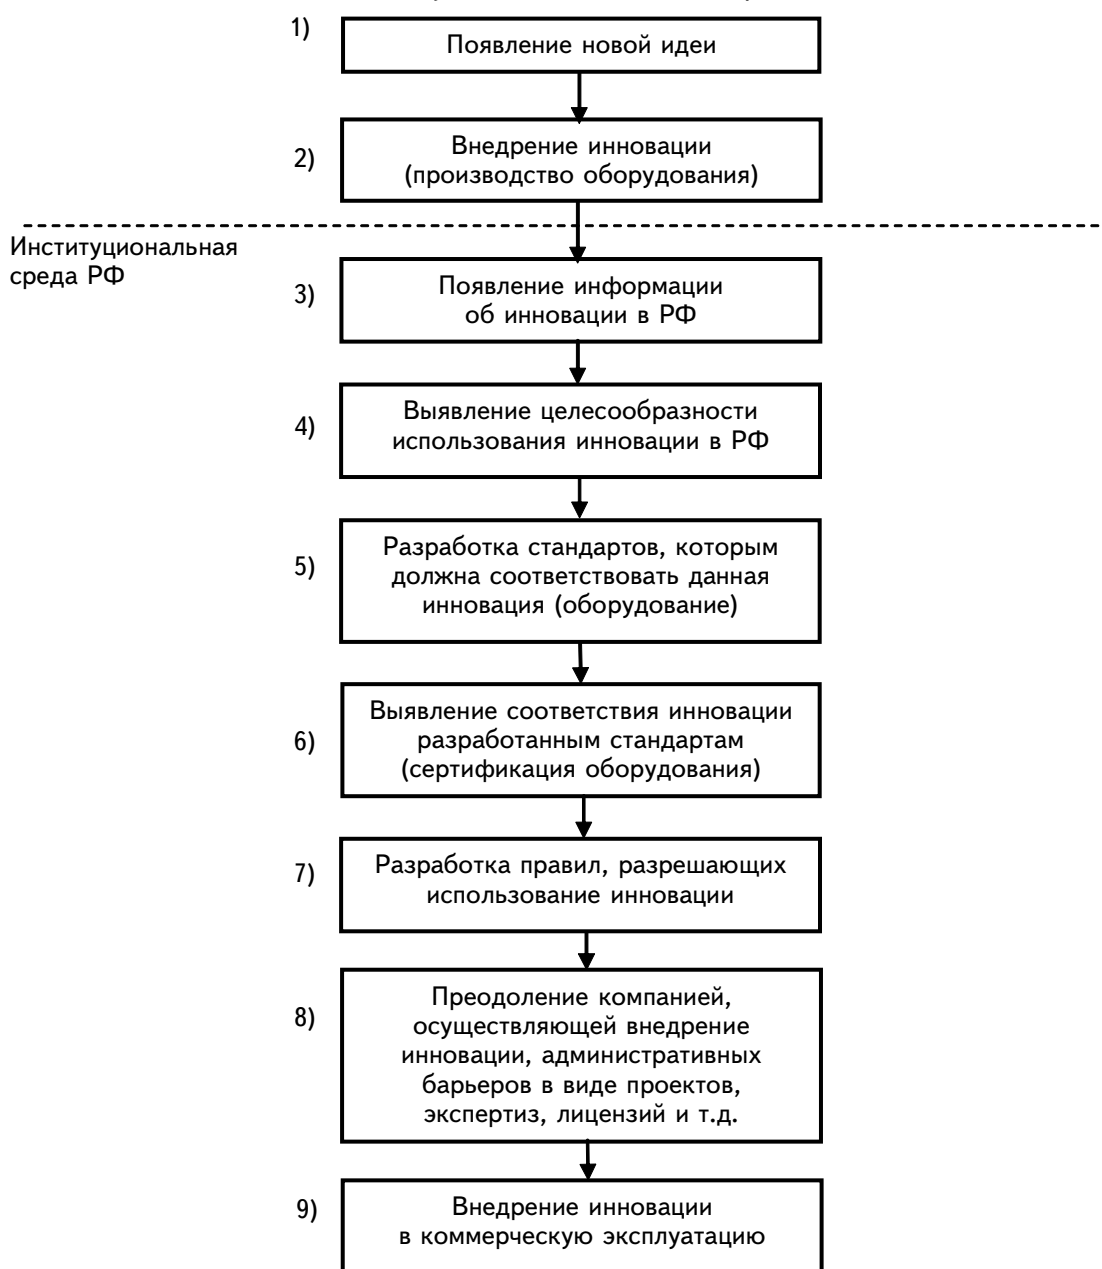 1)
Появление новой идеи
2)
Внедрение инновации
(производство оборудования)
Институциональная
среда РФ
3)
Появление информации
об инновации в РФ
4)
Выявление целесообразности
использования инновации в РФ
5)
Разработка стандартов, которым
должна соответствовать данная
инновация (оборудование)
6)
Выявление соответствия инновации
разработанным стандартам
(сертификация оборудования)
7)
Разработка правил, разрешающих
использование инновации
8)
Преодоление компанией,
осуществляющей внедрение
инновации, административных
барьеров в виде проектов,
экспертиз, лицензий и т.д.
9)
Внедрение инновации
в коммерческую эксплуатацию